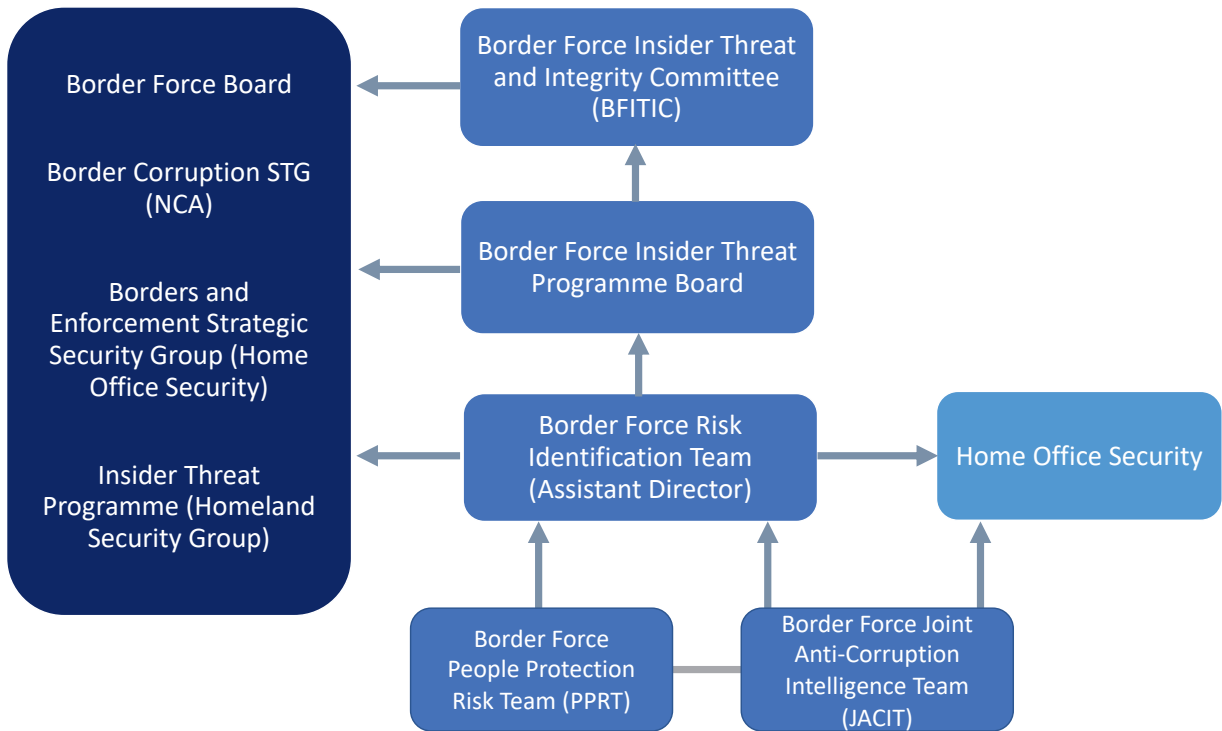 Border Force Board
Border Corruption STG
(NCA)
Borders and
Enforcement Strategic
Security Group (Home
Office Security)
Insider Threat
Programme (Homeland
Security Group)
Border Force Insider Threat
and Integrity Committee
(BFITIC)
Border Force Insider Threat
Programme Board
Border Force Risk
Identification Team
(Assistant Director)
Home Office Security
Border Force
People Protection
Risk Team (PPRT)
Border Force Joint
Anti-Corruption
Intelligence Team
(JACIT)